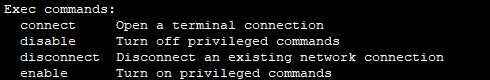 Exec commands:
  connect     Open a terminal connection
  disable     Turn off privileged commands
  disconnect  Disconnect an existing network connection
  enable      Turn on privileged commands